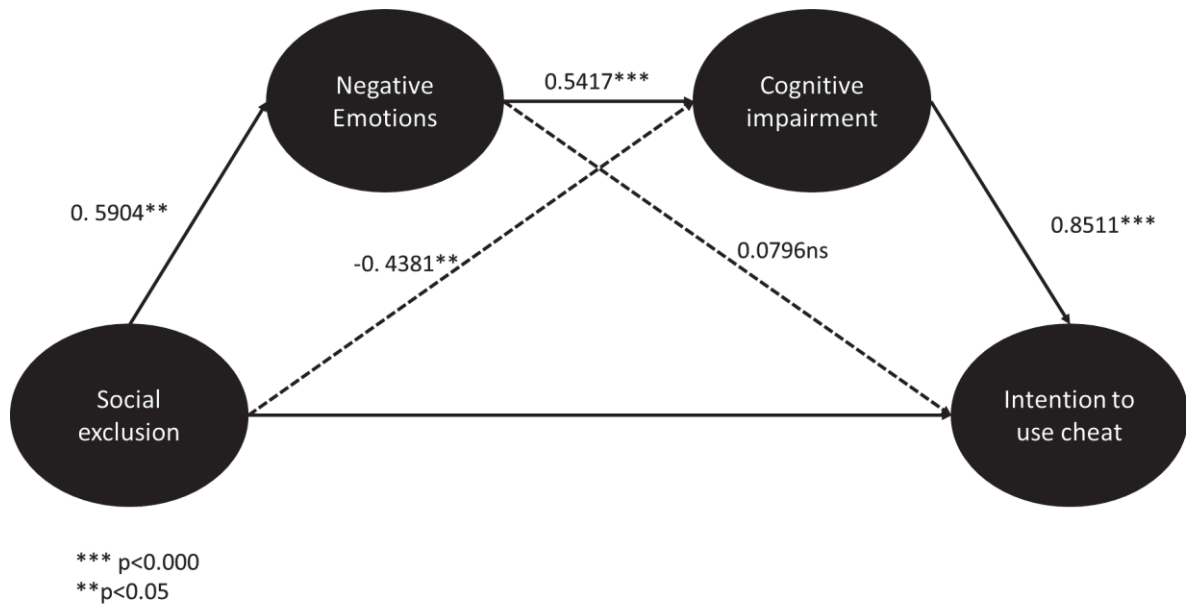 Negative
Emotions
0.5417***
Cognitive
impairment
0. 5904**
-0. 4381**
0.0796ns
0.8511***
Social
exclusion
Intention to
use cheat
*** p<0.000
**p<0.05